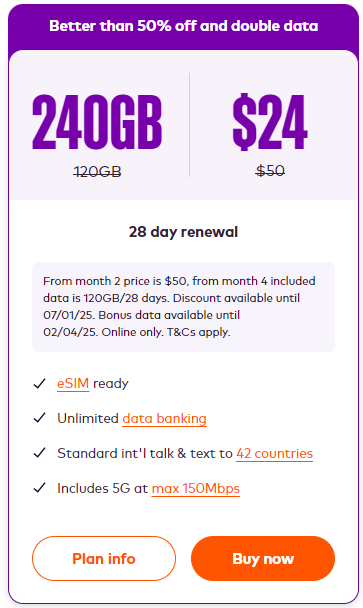 Better than 50% off and double data
240GB
120GB
$24
$50
28 day renewal
From month 2 price is $50, from month 4 included
data is 120GB/28 days. Discount available until
07/01/25. Bonus data available until
02/04/25. Online only. T&Cs apply.
eSIM ready
Unlimited data banking
Standard int'l talk & text to 42 countries
Includes 5G at max 150Mbps
Plan info
Buy now